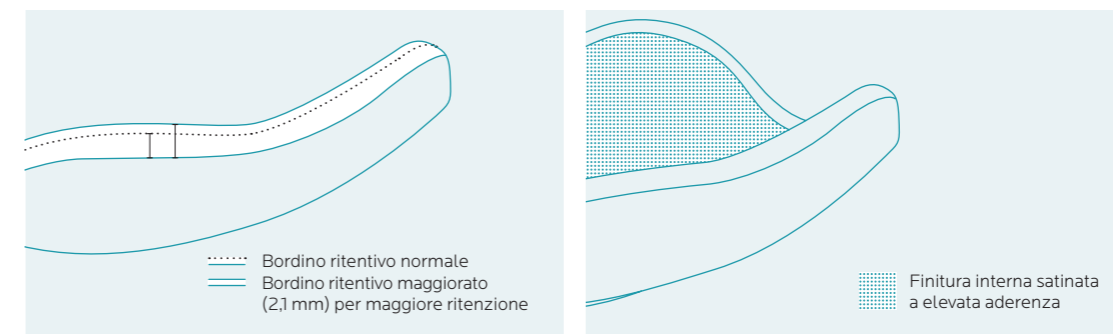 Bordino ritentivo normale
Bordino ritentivo maggiorato
(2,1 mm) per maggiore ritenzione
Finitura interna satinata
a elevata aderenza